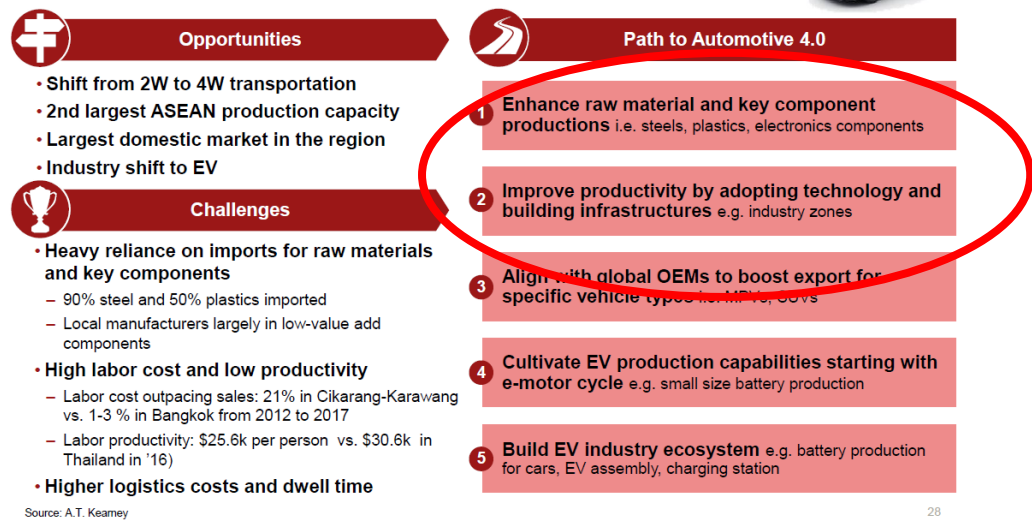 Opportunities
• Shift from 2W to 4W transportation
• 2nd largest ASEAN production capacity
• Largest domestic market in the region
• Industry shift to EV
Challenges
• Heavy reliance on imports for raw materials
and key components
– 90% steel and 50% plastics imported
– Local manufacturers largely in low-value add
components
• High labor cost and low productivity
– Labor cost outpacing sales: 21% in Cikarang-Karawang
vs. 1-3 % in Bangkok from 2012 to 2017
– Labor productivity: $25.6k per person vs. $30.6k in
Thailand in '16)
• Higher logistics costs and dwell time
Source: A.T. Kearney
Path to Automotive 4.0
1 Enhance raw material and key component
productions i.e. steels, plastics, electronics components
2 Improve productivity by adopting technology and
building infrastructures e.g. industry zones
3 Align with global OEMs to boost export for
specific vehicle types i.e. MPVs, SUVs
4 Cultivate EV production capabilities starting with
e-motor cycle e.g. small size battery production
5 Build EV industry ecosystem e.g. battery production
for cars, EV assembly, charging station
28